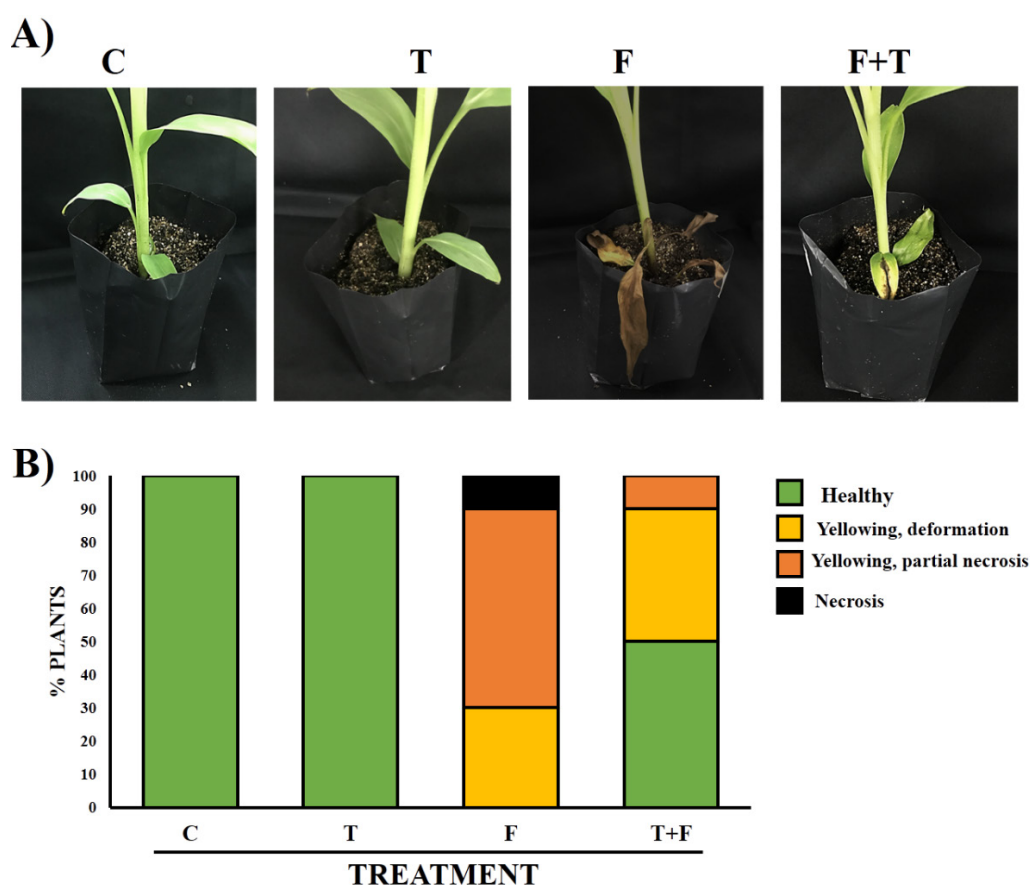 A)
C T F F+T
B)
100
90
80
70
60
50
40
30
20
10
0
% PLANTS
C T F T+F
TREATMENT
Healthy
Yellowing, deformation
Yellowing, partial necrosis
Necrosis